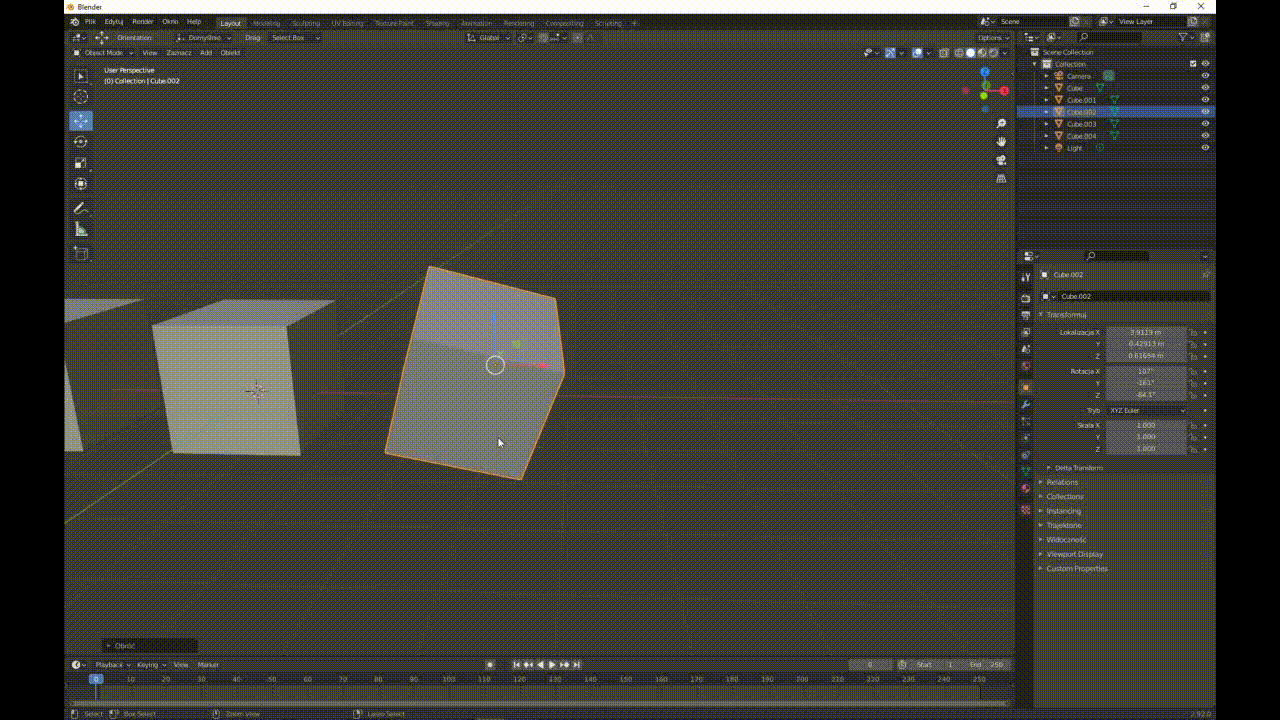 Blender
Plik Edytuj Render Okno Help Layout Modeling Sculpting UV Editing Texture Paint Shading Animation Rendering Compositing Scripting + Scene View Layer
Orientation: Domyślne Drag: Select Box Global Options
Object Mode View Zaznacz Add Obiekt
User Perspective
(0) Collection | Cube.002
Scene Collection
Collection
Camera
Cube
Cube.001
Cube.002
Cube.003
Cube.004
Light
Cube.002
Cube.002
Transformuj
Lokalizacja X 3.9119 m
Y 0.42913 m
Z 0.61654 m
Rotacja X 107°
Y -161°
Z -64.1°
Tryb XYZ Euler
Skala X 1.000
Y 1.000
Z 1.000
Delta Transform
Relations
Collections
Instancing
Trajektorie
Widoczność
Viewport Display
Custom Properties
Obróć
Playback Keying View Marker 0 Start 1 End 250
0 10 20 30 40 50 60 70 80 90 100 110 120 130 140 150 160 170 180 190 200 210 220 230 240 250
Select Box Select Zoom View Lasso Select 2.92.0